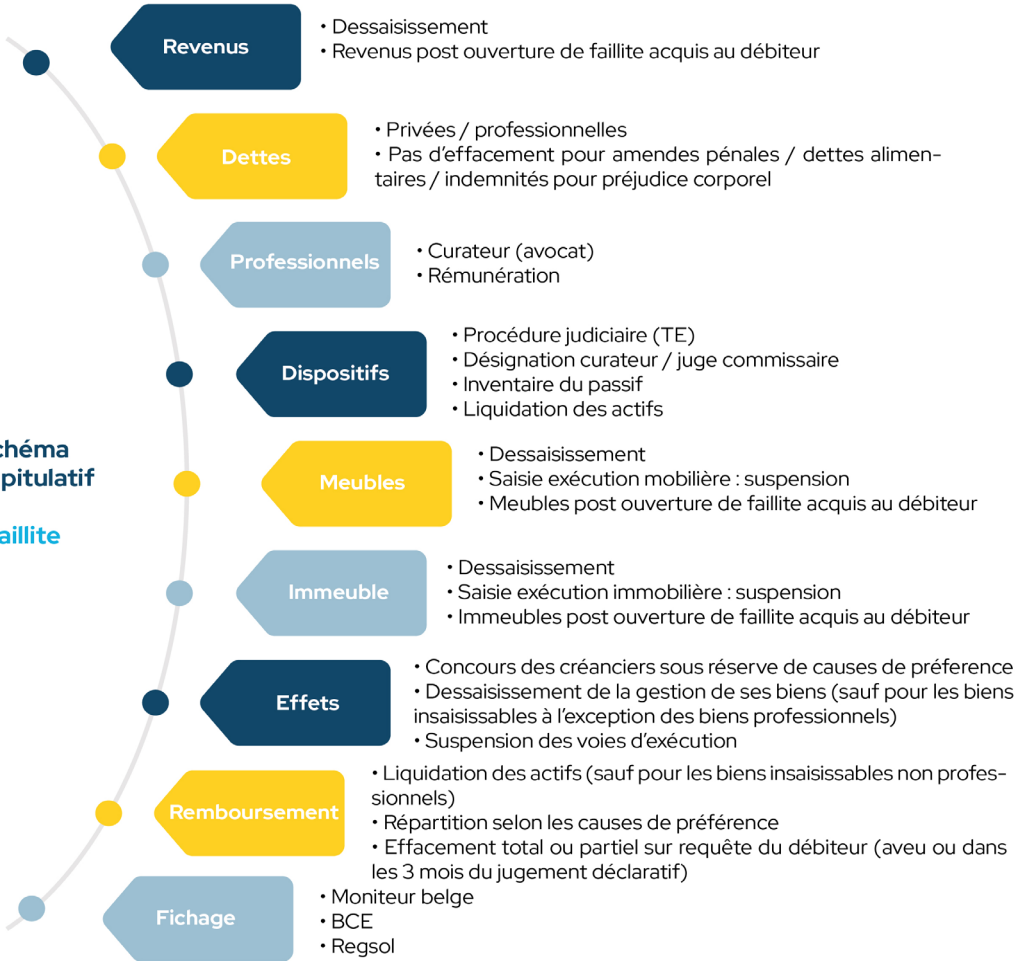 Revenus
• Dessaisissement
• Revenus post ouverture de faillite acquis au débiteur
Dettes
• Privées / professionnelles
• Pas d'effacement pour amendes pénales / dettes alimen-
taires / indemnités pour préjudice corporel
Professionnels
• Curateur (avocat)
• Rémunération
Dispositifs
• Procédure judiciaire (TE)
• Désignation curateur / juge commissaire
• Inventaire du passif
• Liquidation des actifs
chéma
pitulatif
aillite
Meubles
• Dessaisissement
• Saisie exécution mobilière : suspension
• Meubles post ouverture de faillite acquis au débiteur
Immeuble
• Dessaisissement
• Saisie exécution immobilière : suspension
• Immeubles post ouverture de faillite acquis au débiteur
Effets
• Concours des créanciers sous réserve de causes de préference
• Dessaisissement de la gestion de ses biens (sauf pour les biens
insaisissables à l'exception des biens professionnels)
• Suspension des voies d'exécution
Remboursement
• Liquidation des actifs (sauf pour les biens insaisissables non profes-
sionnels)
• Répartition selon les causes de préférence
• Effacement total ou partiel sur requête du débiteur (aveu ou dans
les 3 mois du jugement déclaratif)
Fichage
• Moniteur belge
• BCE
• Regsol